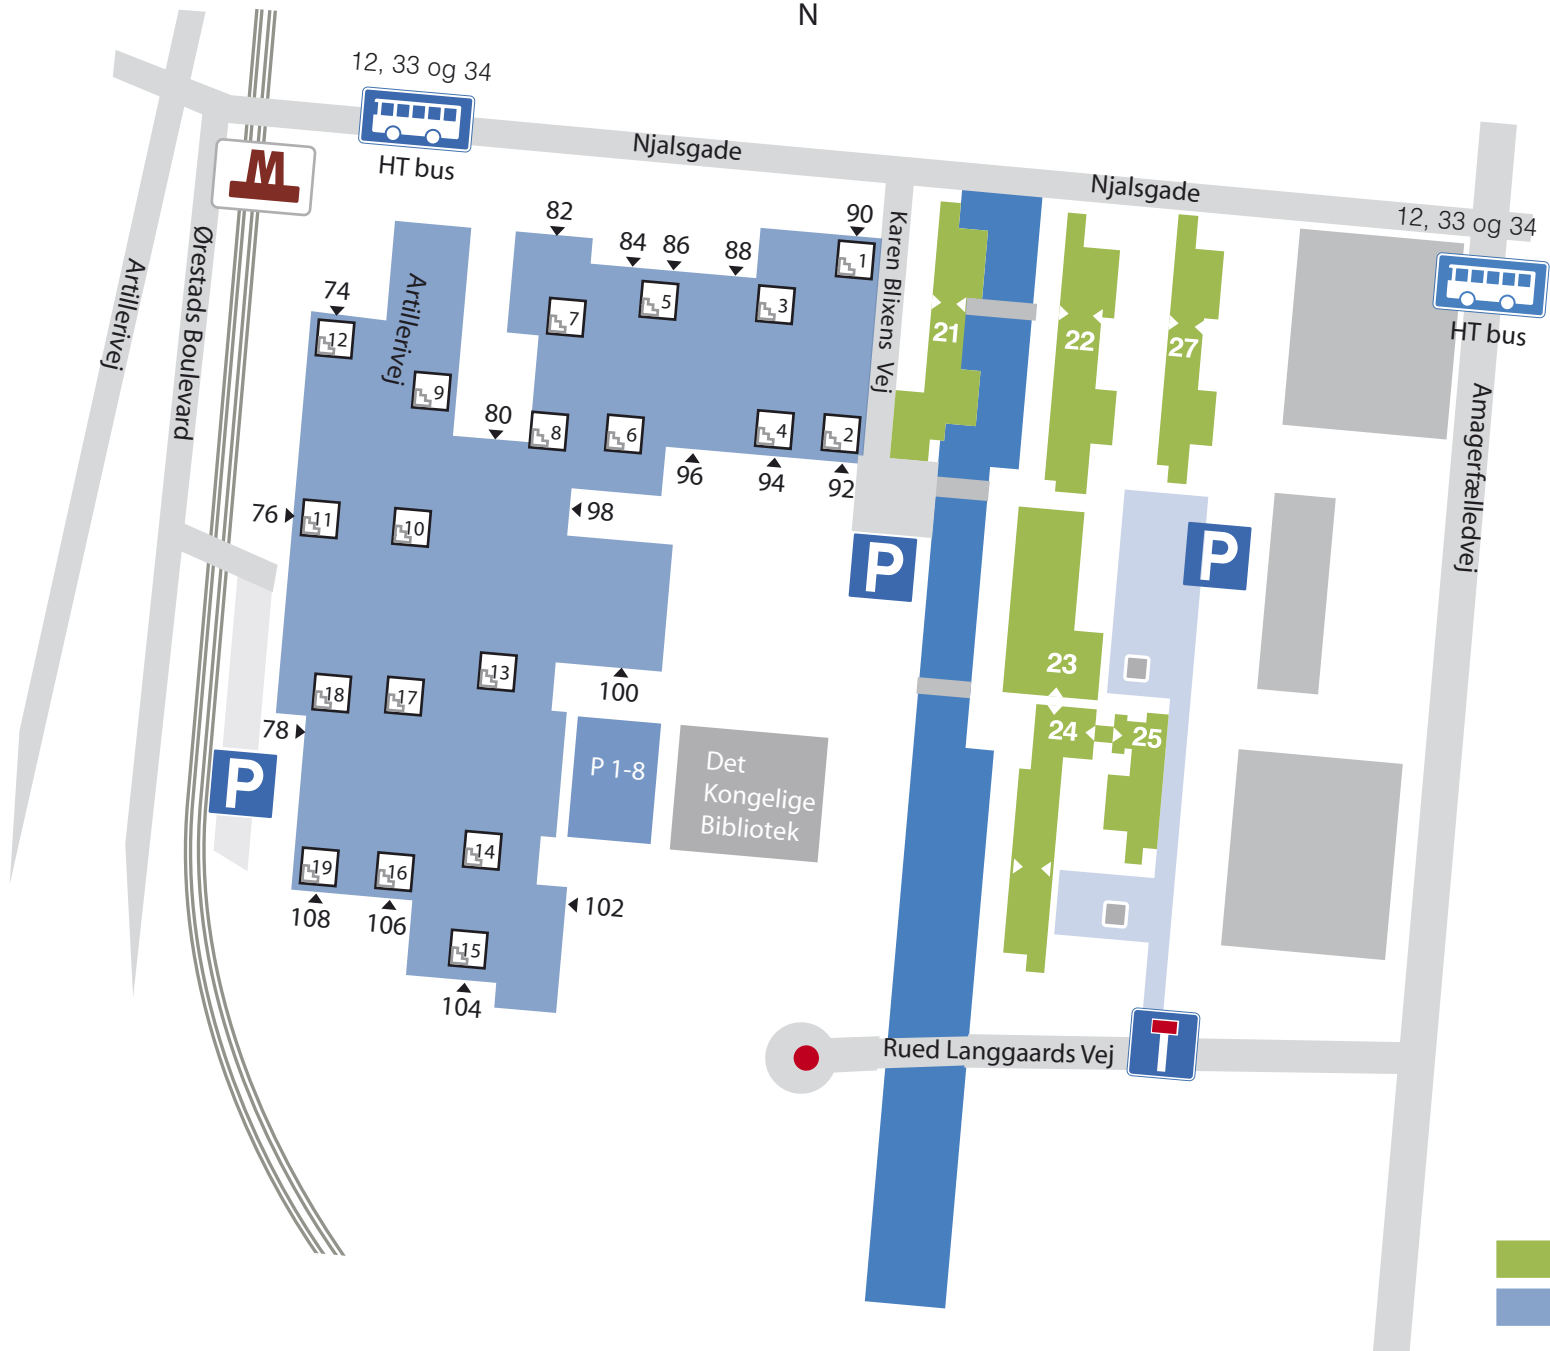 N
12, 33 og 34
HT bus
M
Njalsgade
Njalsgade
12, 33 og 34
HT bus
Artillerivej
Ørestads Boulevard
Artillerivej
Karen Blixens Vej
Amagerfælledvej
82
84
86
88
90
74
80
76
98
96
94
92
100
78
108
106
102
104
1
2
3
4
5
6
7
8
9
10
11
12
13
14
15
16
17
18
19
21
22
27
23
24
25
P
P
P
P 1-8
Det
Kongelige
Bibliotek
Rued Langgaards Vej